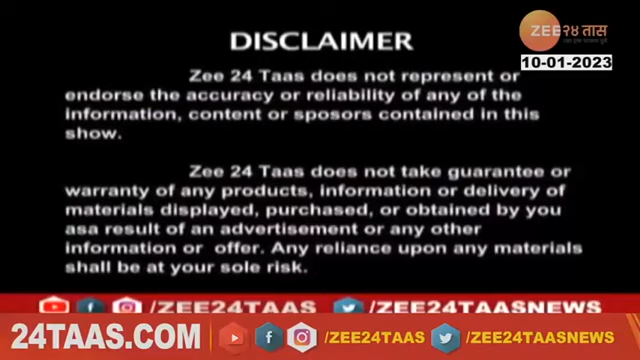 DISCLAIMER
ZEE २४ तास
10-01-2023
Zee 24 Taas does not represent or
endorse the accuracy or reliability of any of the
information, content or sposors contained in this
show.
Zee 24 Taas does not take guarantee or
warranty of any products, information or delivery of
materials displayed, purchased, or obtained by you
asa result of an advertisement or any other
information or offer. Any reliance upon any materials
shall be at your sole risk.
/ZEE24TAAS /ZEE24TAASNEWS
24TAAS.COM /ZEE24TAAS /ZEE24TAASNEWS